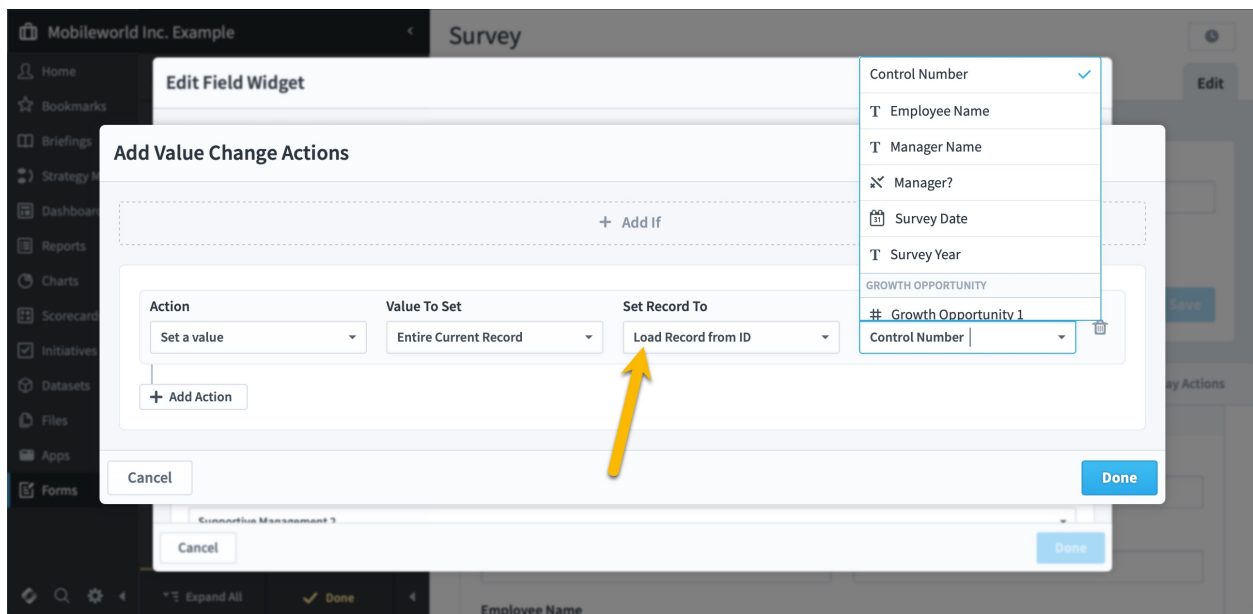 Mobileworld Inc. Example
Survey
Home
Edit Field Widget
Control Number
Edit
Bookmarks
T Employee Name
Briefings
Add Value Change Actions
T Manager Name
Strategy M
Manager?
Dashboard
+ Add If
31 Survey Date
Reports
T Survey Year
Charts
GROWTH OPPORTUNITY
Scorecard
Action
Value To Set
Set Record To
# Growth Opportunity 1
Save
Initiatives
Set a value
Entire Current Record
Load Record from ID
Control Number
Datasets
+ Add Action
ay Actions
Files
Apps
Cancel
Done
Forms
Supportive Management 2
Cancel
Done
Expand All
Done
Employee Name